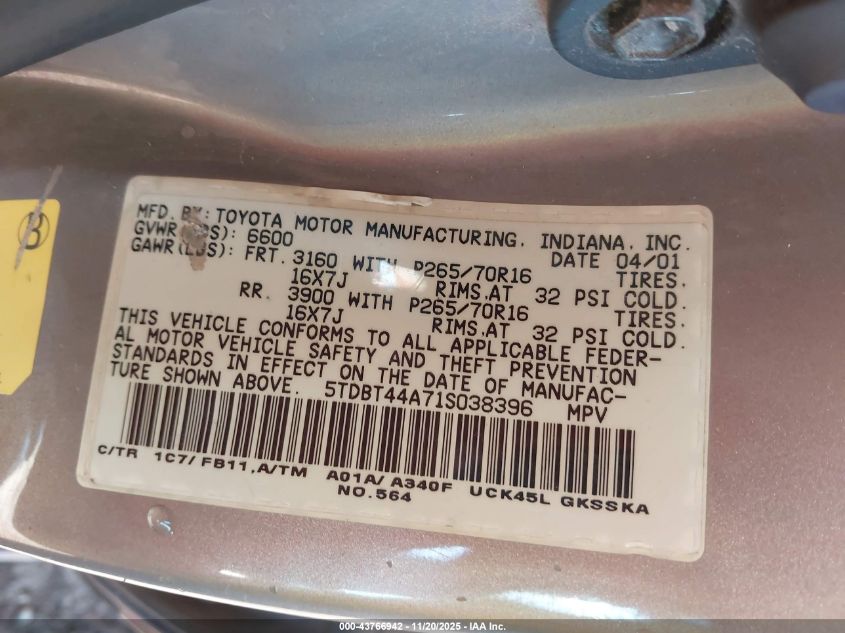 B
MFD. BY: TOYOTA MOTOR MANUFACTURING, INDIANA, INC.
GVWR(LBS): 6600 DATE 04/01
GAWR(LBS): FRT. 3160 WITH P265/70R16 TIRES.
16X7J RIMS.AT 32 PSI COLD.
RR. 3900 WITH P265/70R16 TIRES.
16X7J RIMS.AT 32 PSI COLD.
THIS VEHICLE CONFORMS TO ALL APPLICABLE FEDER-
AL MOTOR VEHICLE SAFETY AND THEFT PREVENTION
STANDARDS IN EFFECT ON THE DATE OF MANUFAC-
TURE SHOWN ABOVE. 5TDBT44A71S038396 MPV
C/TR 1C7/ FB11,A/TM A01A/ A340F UCK45L GKSSKA
NO.564
000-43766942 - 11/20/2025 - IAA Inc.